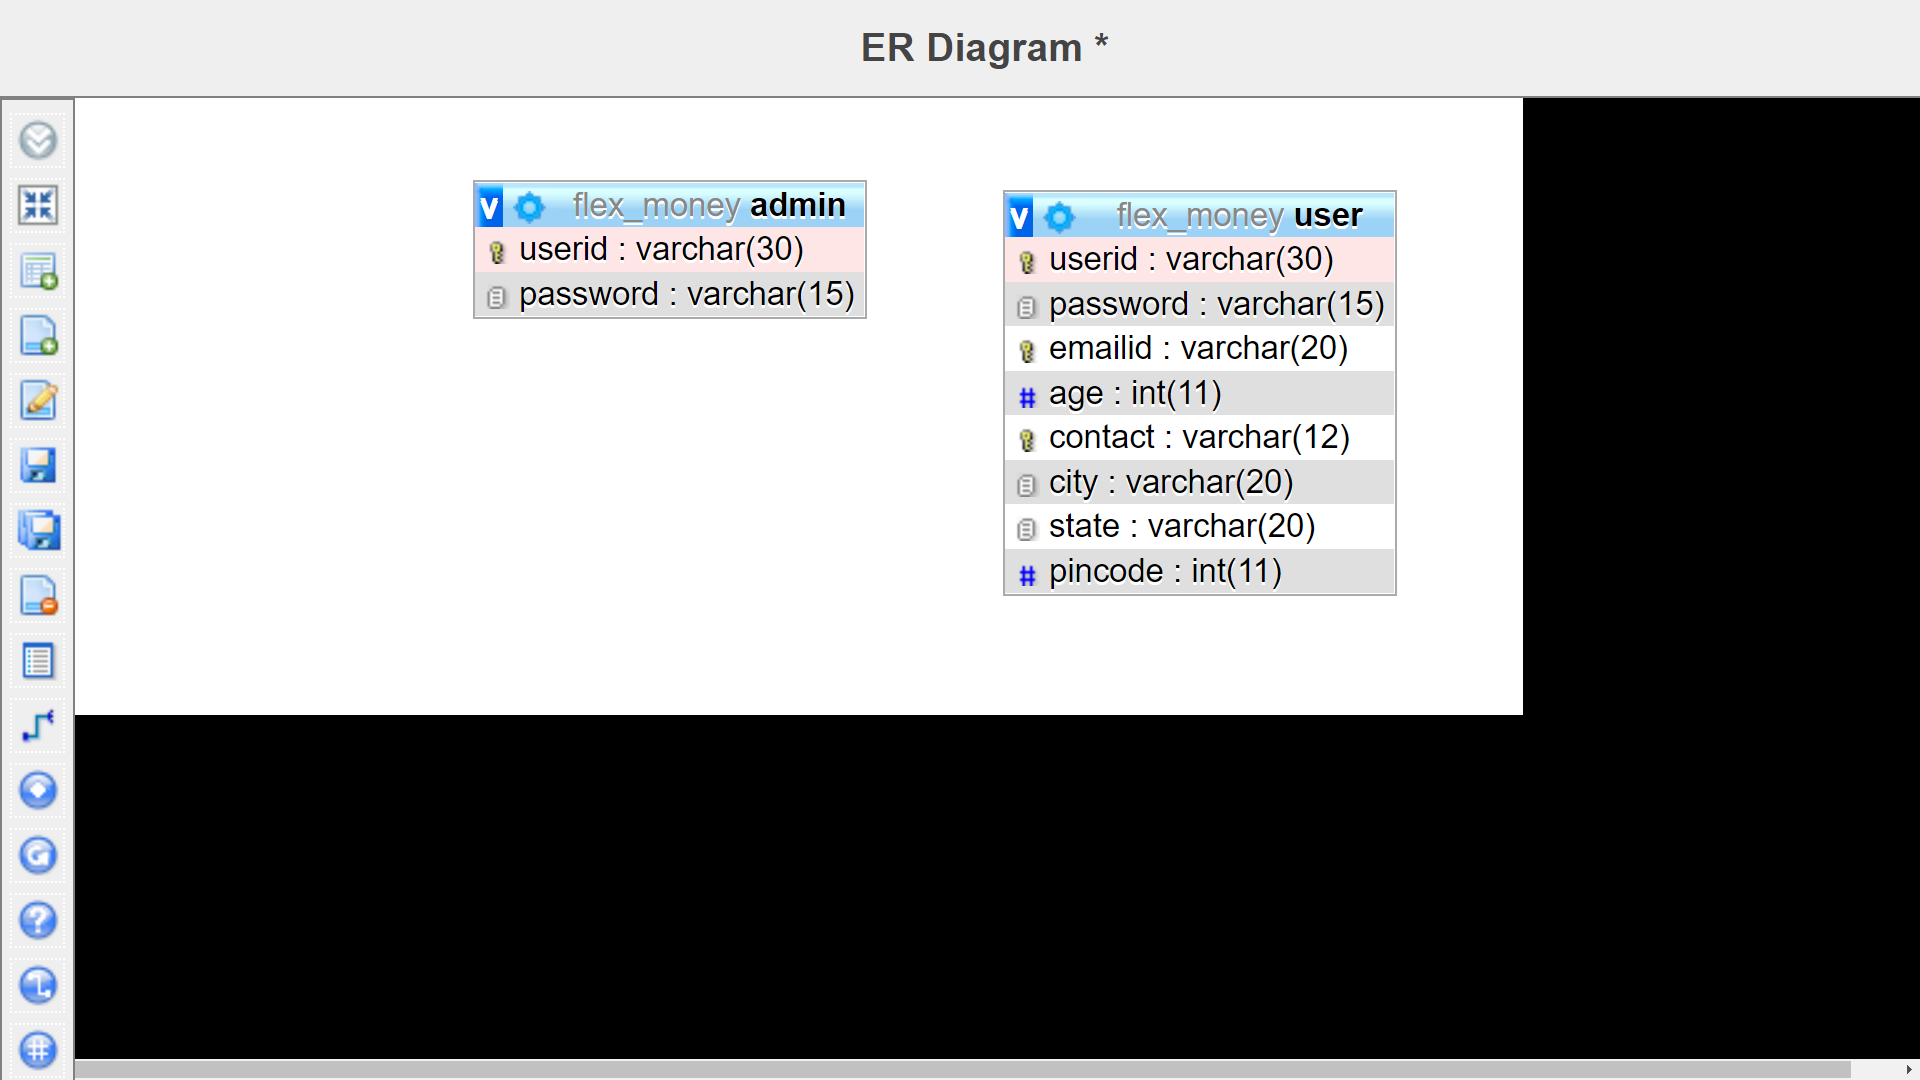 ER Diagram *
v flex_money admin
userid : varchar(30)
password : varchar(15)
v flex_money user
userid : varchar(30)
password : varchar(15)
emailid : varchar(20)
# age : int(11)
contact : varchar(12)
city : varchar(20)
state : varchar(20)
# pincode : int(11)